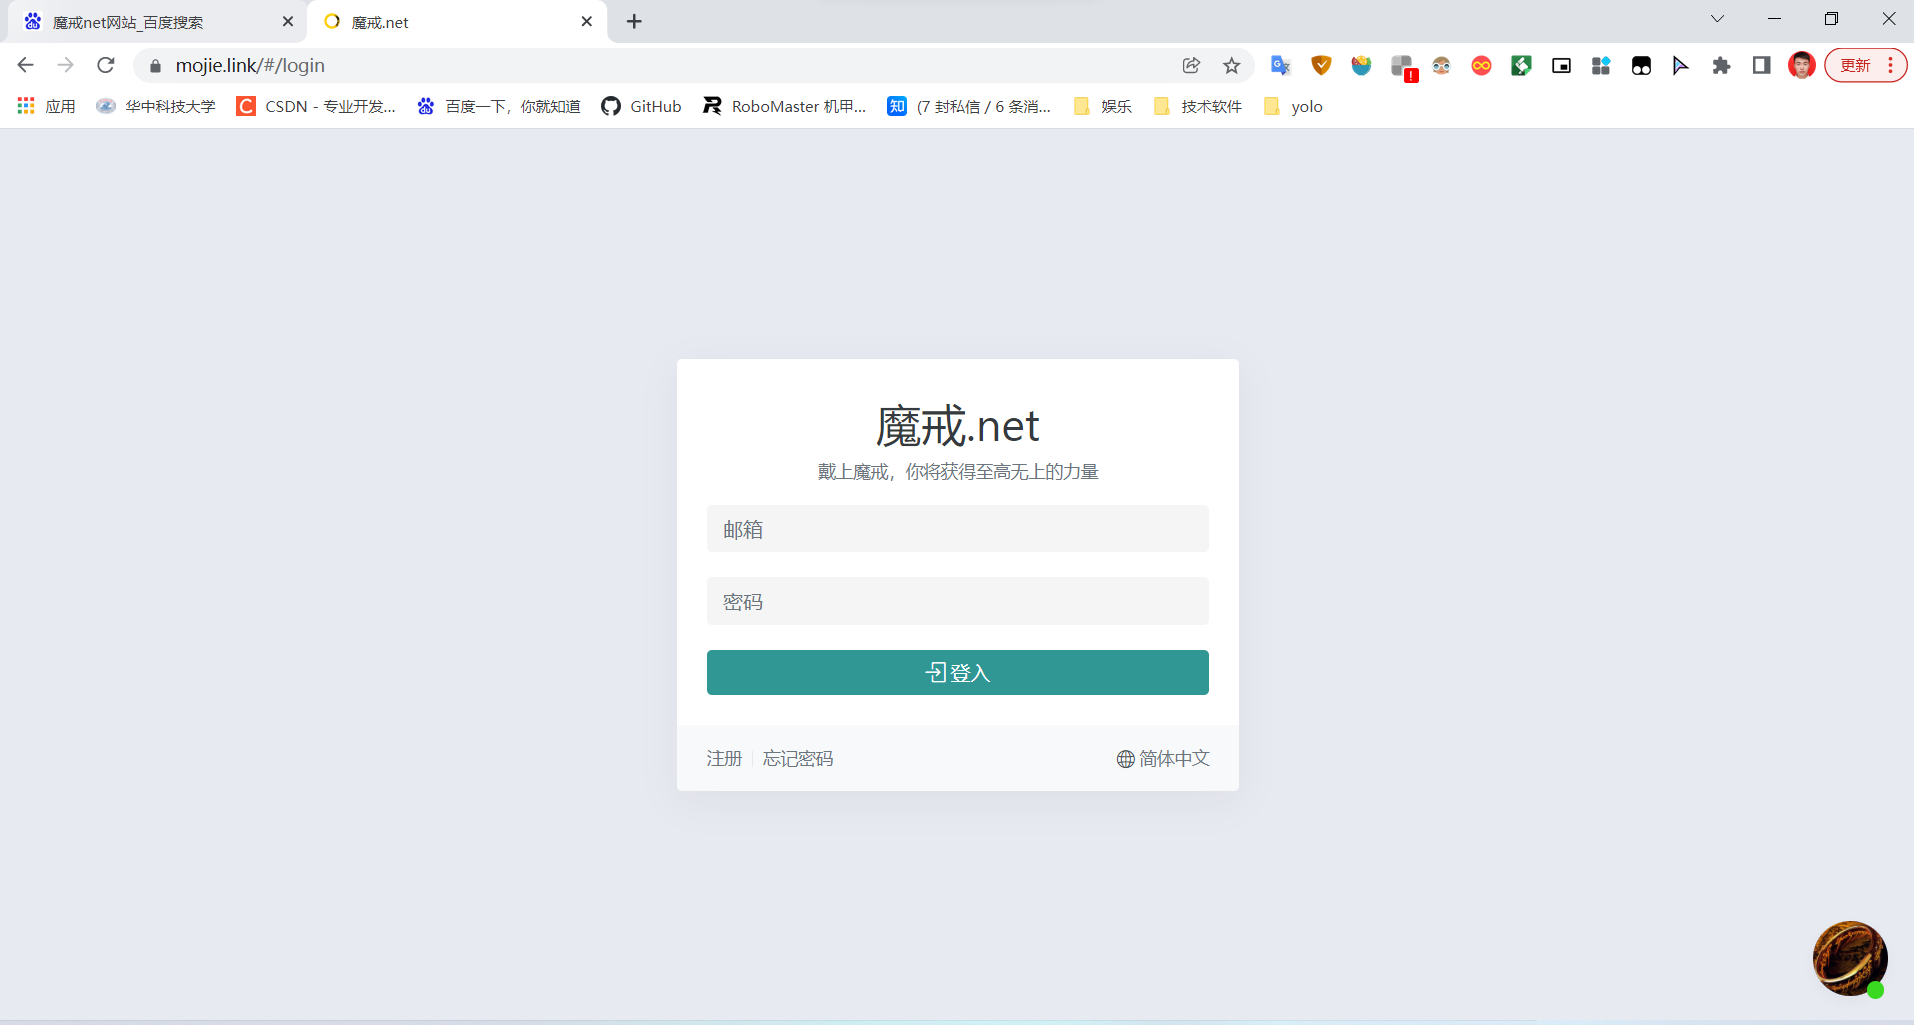 魔戒net网站_百度搜索
魔戒.net
mojie.link/#/login
更新
应用
华中科技大学
CSDN - 专业开发...
百度一下，你就知道
GitHub
RoboMaster 机甲...
知
(7 封私信 / 6 条消...
娱乐
技术软件
yolo
魔戒.net
戴上魔戒，你将获得至高无上的力量
邮箱
密码
登入
注册
忘记密码
简体中文